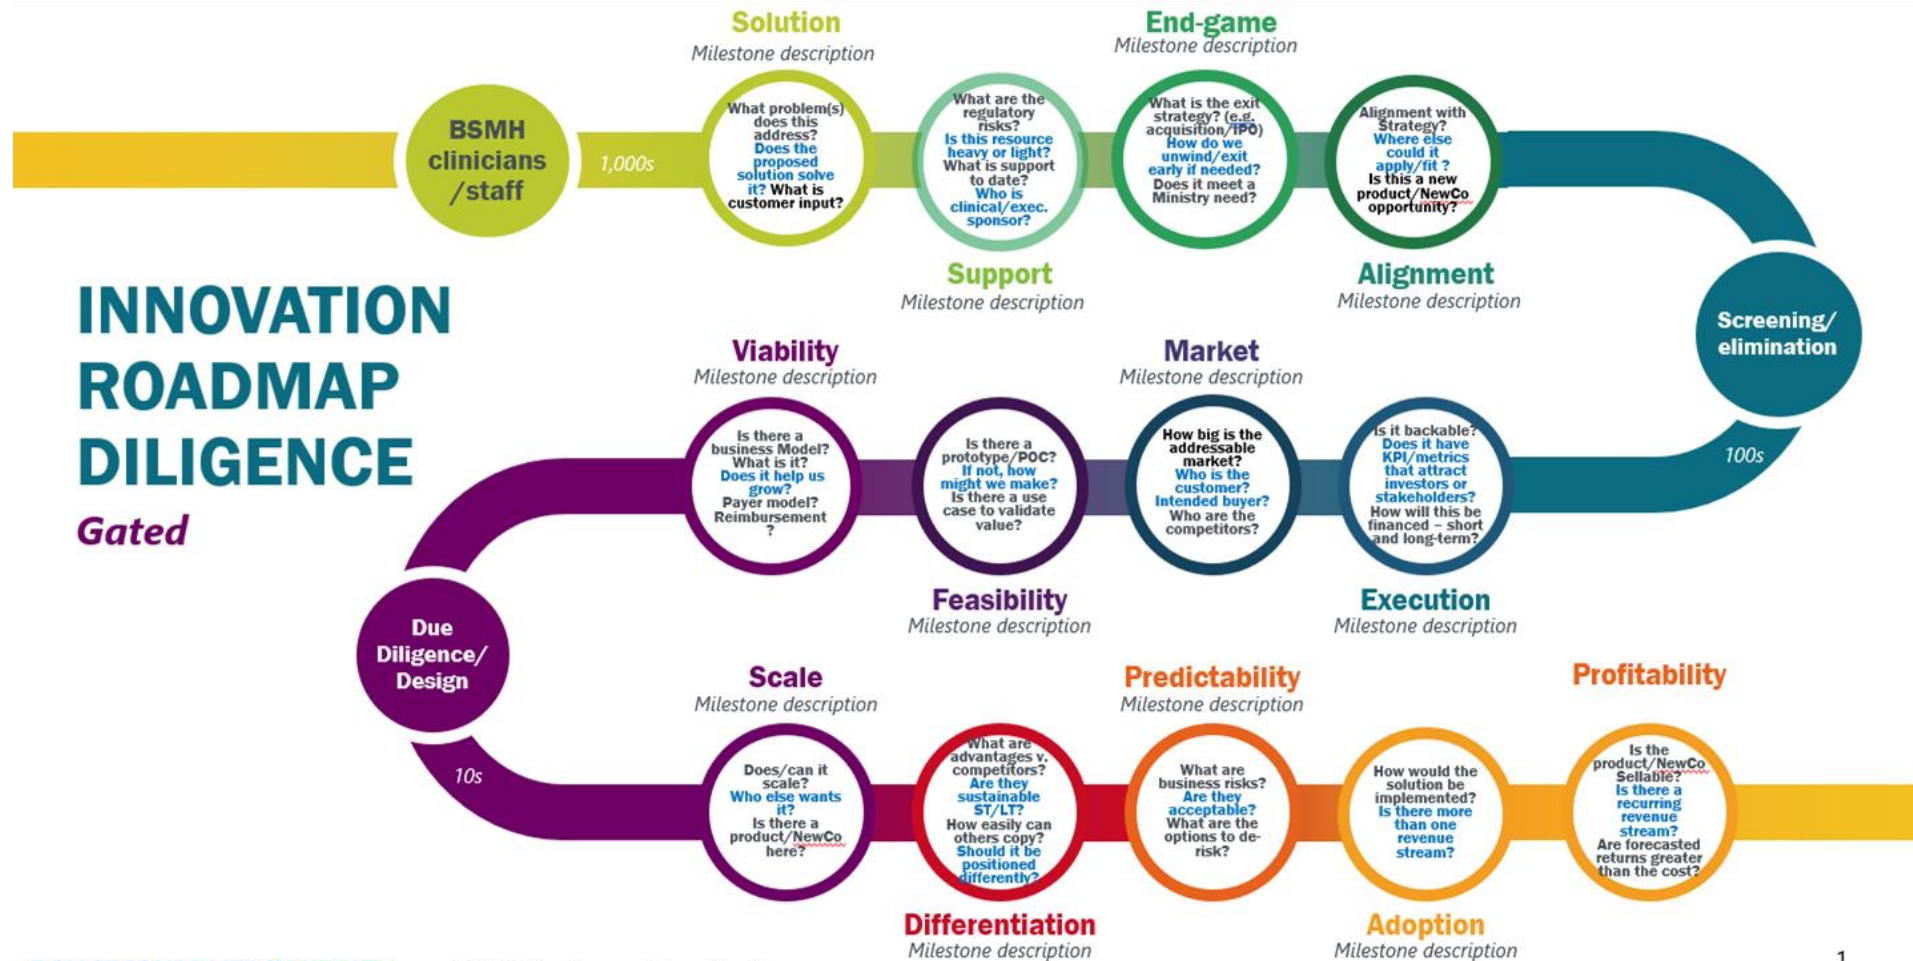 Solution
Milestone description
End-game
Milestone description
BSMH
clinicians
/staff
1,000s
What problem(s)
does this
address?
Does the
proposed
solution solve
it? What is
customer input?
What are the
regulatory
risks?
Is this resource
heavy or light?
What is support
to date?
Who is
clinical/exec.
sponsor?
What is the exit
strategy? (e.g.
acquisition/IPO)
How do we
unwind/exit
early if needed?
Does it meet a
Ministry need?
Alignment with
Strategy?
Where else
could it
apply/fit ?
Is this a new
product/NewCo
opportunity?
Support
Milestone description
Alignment
Milestone description
INNOVATION
ROADMAP
DILIGENCE
Gated
Screening/
elimination
100s
Viability
Milestone description
Market
Milestone description
Is there a
business Model?
What is it?
Does it help us
grow?
Payer model?
Reimbursement
?
Is there a
prototype/POC?
If not, how
might we make?
Is there a use
case to validate
value?
How big is the
addressable
market?
Who is the
customer?
Intended buyer?
Who are the
competitors?
Is it backable?
Does it have
KPI/metrics
that attract
investors or
stakeholders?
How will this be
financed – short
and long-term?
Feasibility
Milestone description
Execution
Milestone description
Due
Diligence/
Design
10s
Scale
Milestone description
Predictability
Milestone description
Profitability
Does/can it
scale?
Who else wants
it?
Is there a
product/NewCo
here?
What are
advantages v.
competitors?
Are they
sustainable
ST/LT?
How easily can
others copy?
Should it be
positioned
differently?
What are
business risks?
Are they
acceptable?
What are the
options to de-
risk?
How would the
solution be
implemented?
Is there more
than one
revenue
stream?
Is the
product/NewCo
Sellable?
Is there a
recurring
revenue
stream?
Are forecasted
returns greater
than the cost?
Differentiation
Milestone description
Adoption
Milestone description
1